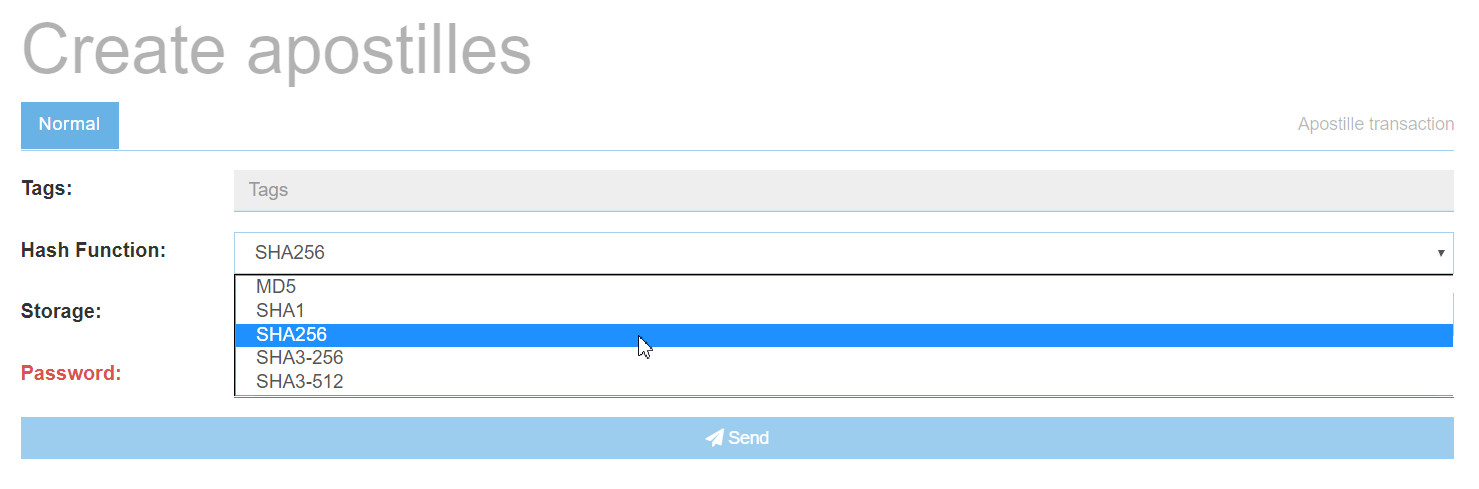 Create apostilles
Normal
Apostille transaction
Tags:
Tags
Hash Function:
SHA256
MD5
SHA1
Storage:
SHA256
SHA3-256
Password:
SHA3-512
Send